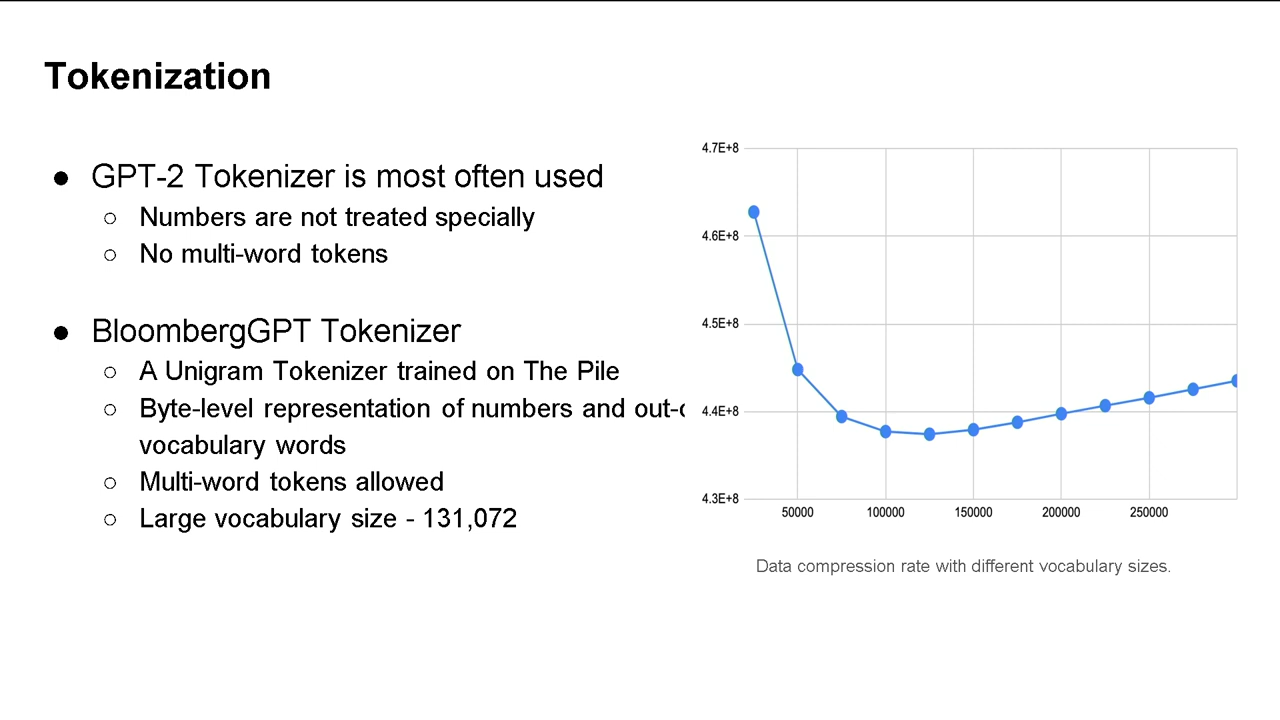 Tokenization
● GPT-2 Tokenizer is most often used
○ Numbers are not treated specially
○ No multi-word tokens
● BloombergGPT Tokenizer
○ A Unigram Tokenizer trained on The Pile
○ Byte-level representation of numbers and out-
vocabulary words
○ Multi-word tokens allowed
○ Large vocabulary size - 131,072
4.7E+8
4.6E+8
4.5E+8
4.4E+8
4.3E+8
50000 100000 150000 200000 250000
Data compression rate with different vocabulary sizes.